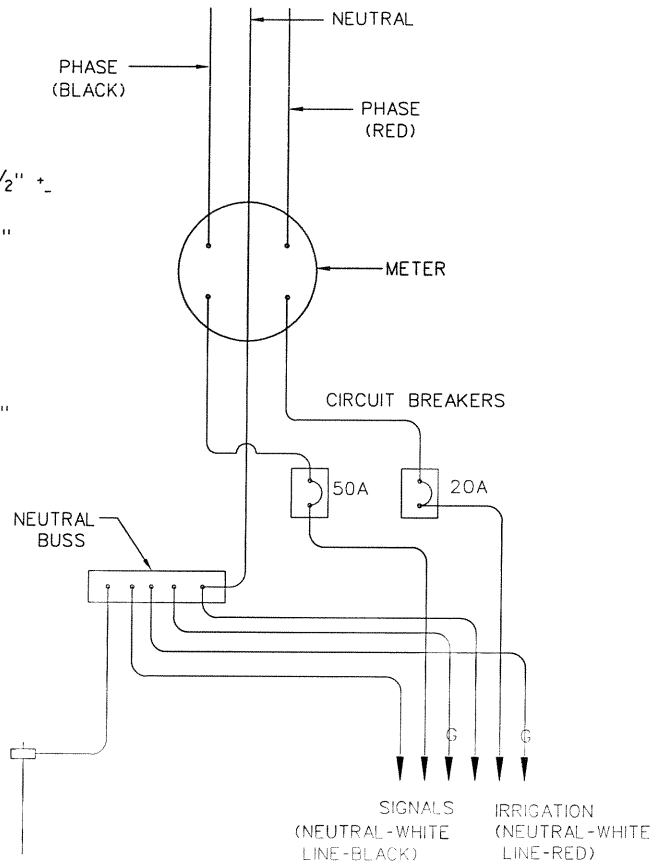 NEUTRAL
PHASE
(BLACK)
PHASE
(RED)
/2" +_
"
METER
CIRCUIT BREAKERS
"
50A
20A
NEUTRAL
BUSS
G
G
SIGNALS
(NEUTRAL-WHITE
LINE-BLACK)
IRRIGATION
(NEUTRAL-WHITE
LINE-RED)